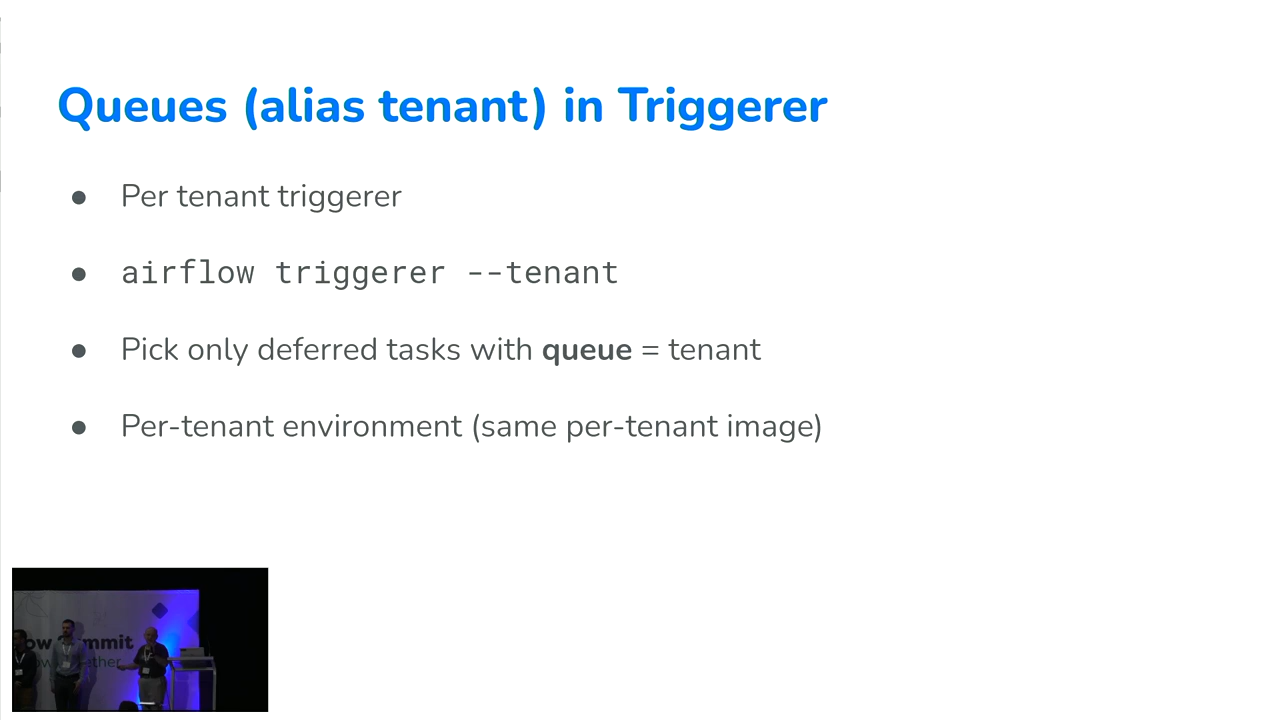 Queues (alias tenant) in Triggerer
● Per tenant triggerer
● airflow triggerer --tenant
● Pick only deferred tasks with queue = tenant
● Per-tenant environment (same per-tenant image)